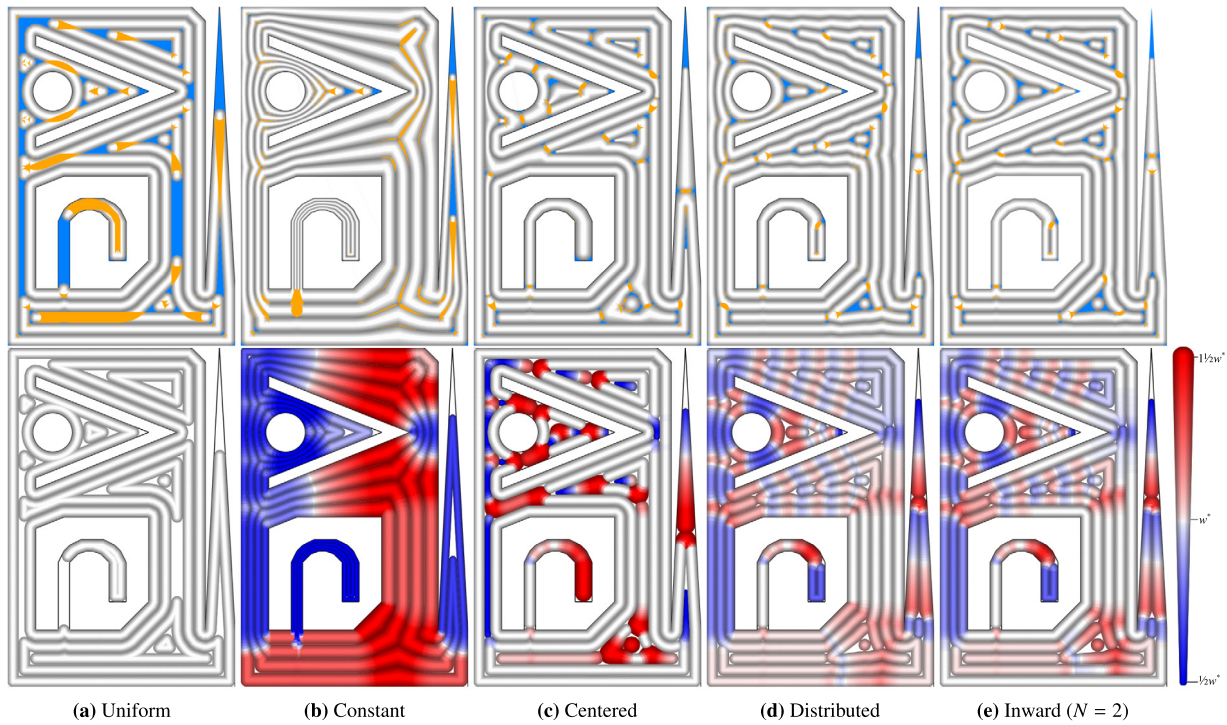 1½w*
w*
½w*
(a) Uniform
(b) Constant
(c) Centered
(d) Distributed
(e) Inward (N = 2)